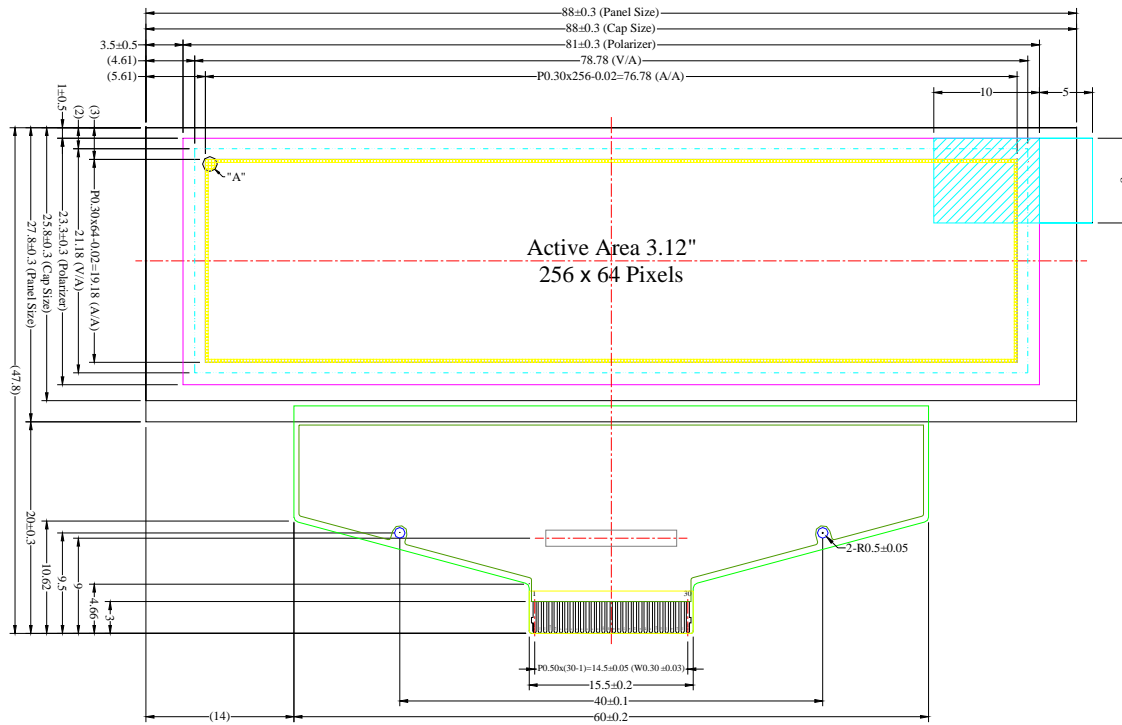 88±0.3 (Panel Size)
88±0.3 (Cap Size)
3.5±0.5
81±0.3 (Polarizer)
(4.61)
78.78 (V/A)
(5.61)
P0.30x256-0.02=76.78 (A/A)
10
5
1±0.5
(2)
(3)
"A"
Active Area 3.12"
256 x 64 Pixels
P0.30x64-0.02=19.18 (A/A)
21.18 (V/A)
23.3±0.3 (Polarizer)
25.8±0.3 (Cap Size)
27.8±0.3 (Panel Size)
(47.8)
20±0.3
10.62
9.5
9
4.66
3
2-R0.5±0.05
1
30
P0.50x(30-1)=14.5±0.05 (W0.30±0.03)
15.5±0.2
40±0.1
(14)
60±0.2